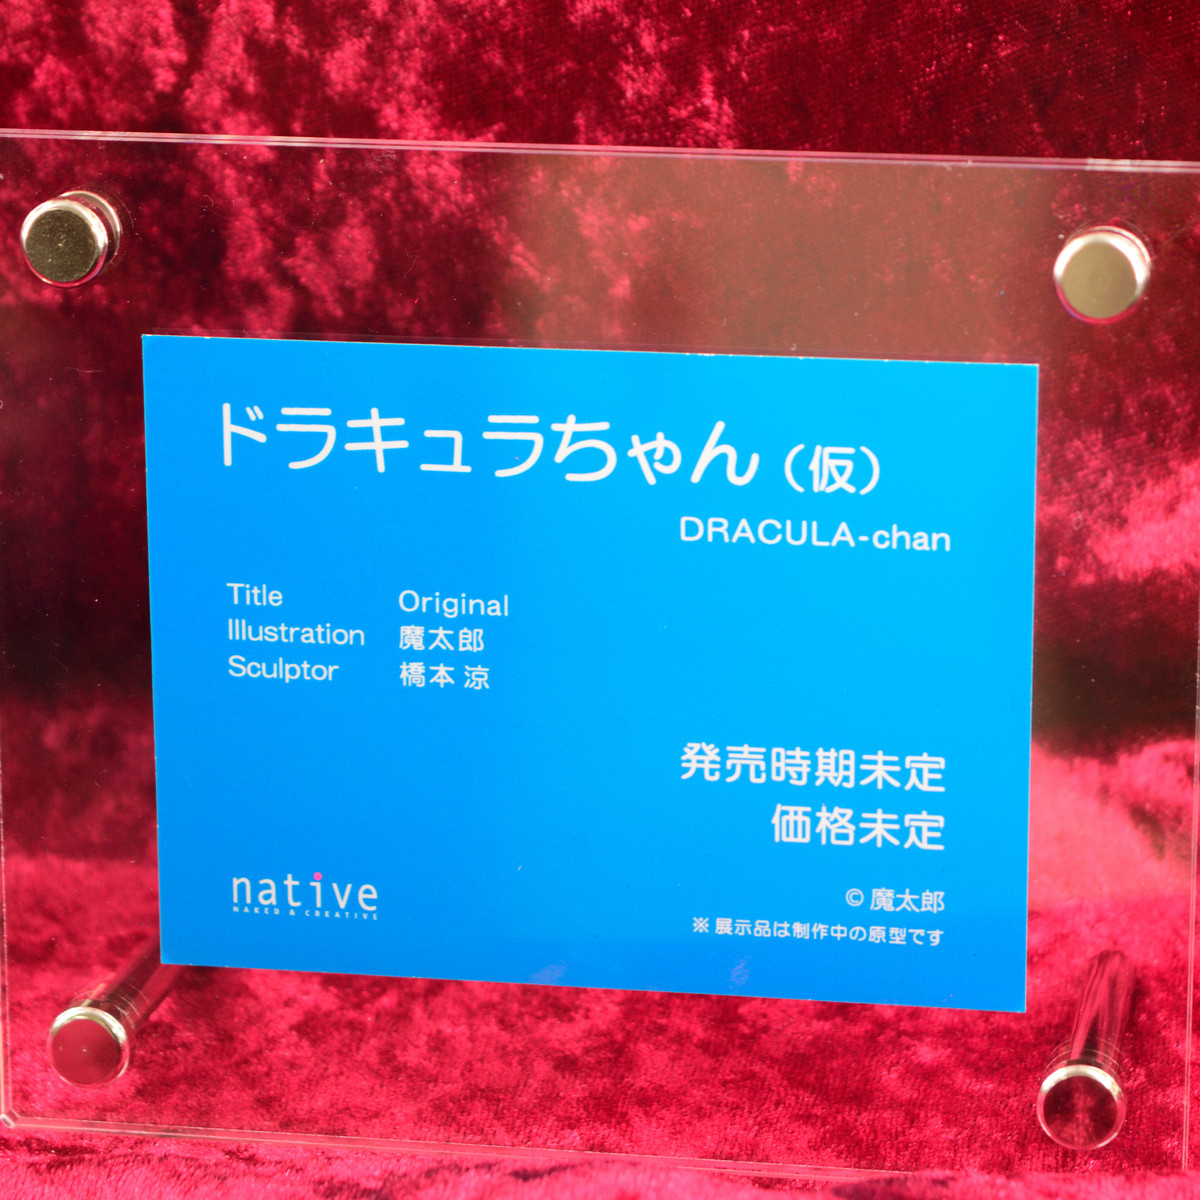 ドラキュラちゃん（仮）
DRACULA-chan
Title Original
Illustration 魔太郎
Sculptor 橋本 涼
発売時期未定
価格未定
native
NAKED & CREATIVE
© 魔太郎
※ 展示品は制作中の原型です